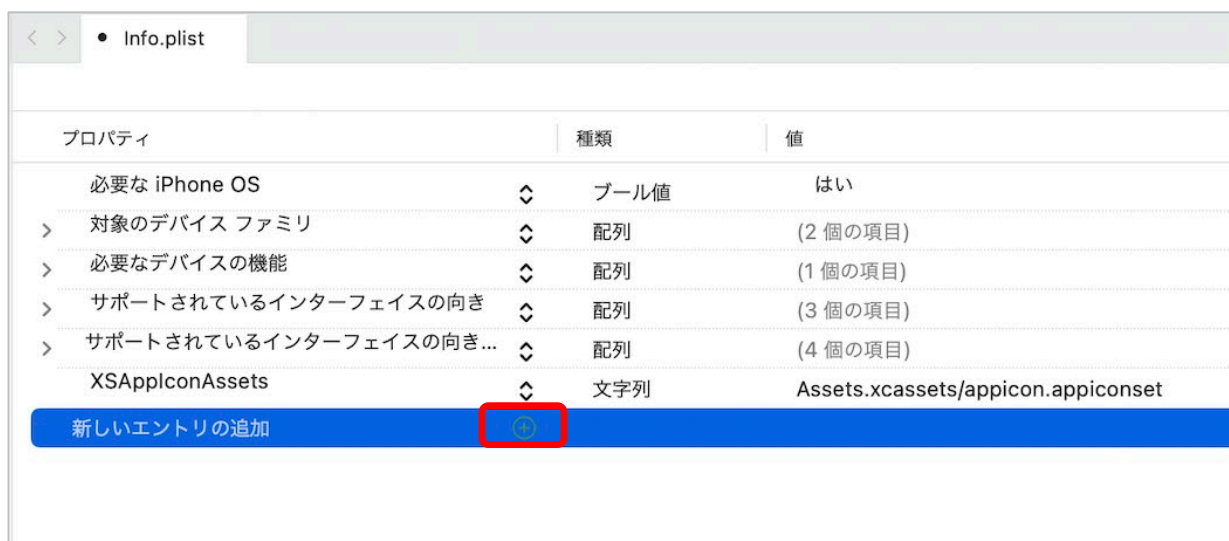 Info.plist
プロパティ 種類 値
必要な iPhone OS ブール値 はい
対象のデバイス ファミリ 配列 (2 個の項目)
必要なデバイスの機能 配列 (1 個の項目)
サポートされているインターフェイスの向き 配列 (3 個の項目)
サポートされているインターフェイスの向き... 配列 (4 個の項目)
XSAppIconAssets 文字列 Assets.xcassets/appicon.appiconset
新しいエントリの追加